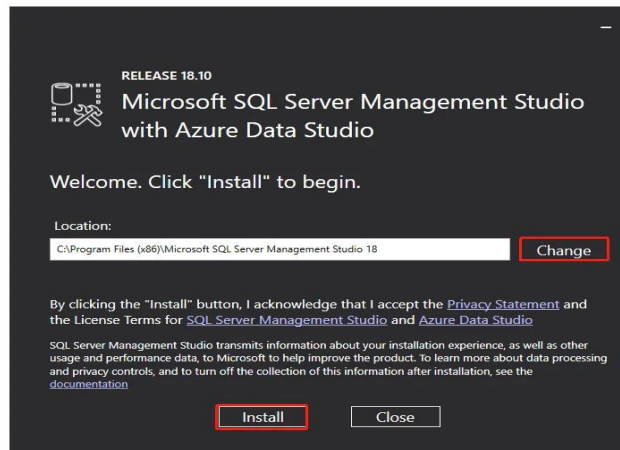 RELEASE 18.10
Microsoft SQL Server Management Studio
with Azure Data Studio
Welcome. Click "Install" to begin.
Location:
C:\Program Files (x86)\Microsoft SQL Server Management Studio 18
Change
By clicking the "Install" button, I acknowledge that I accept the Privacy Statement and
the License Terms for SQL Server Management Studio and Azure Data Studio
SQL Server Management Studio transmits information about your installation experience, as well as other
usage and performance data, to Microsoft to help improve the product. To learn more about data processing
and privacy controls, and to turn off the collection of this information after installation, see the
documentation
Install
Close